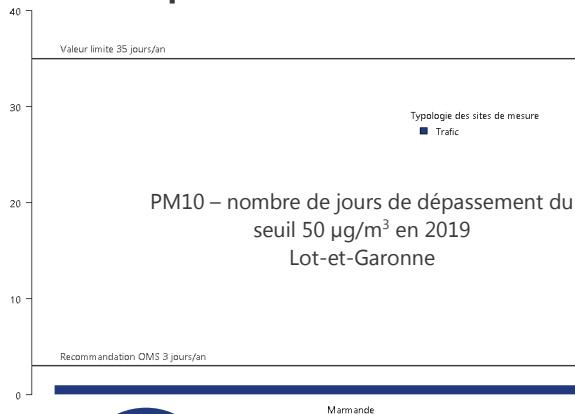 40
Valeur limite 35 jours/an
30
Typologie des sites de mesure
Trafic
20
PM10 – nombre de jours de dépassement du
seuil 50 µg/m³ en 2019
Lot-et-Garonne
10
Recommandation OMS 3 jours/an
0
Marmande